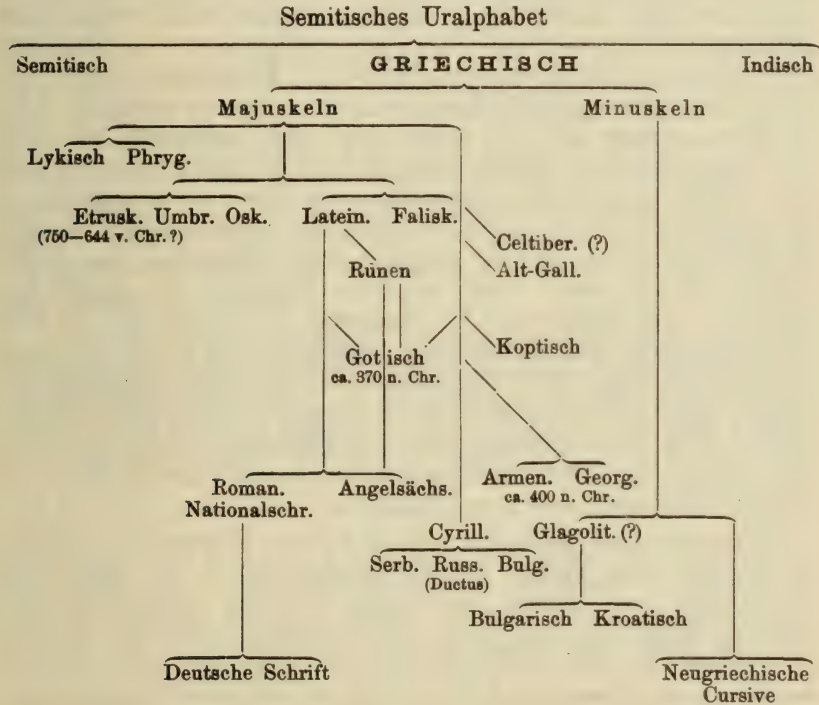 Semitisches Uralphabet
Semitisch GRIECHISCH Indisch
Majuskeln Minuskeln
Lykisch Phryg.
Etrusk. Umbr. Osk. Latein. Falisk.
(750—644 v. Chr.?)
Celtiber. (?)
Runen Alt-Gall.
Gotisch Koptisch
ca. 370 n. Chr.
Armen. Georg.
ca. 400 n. Chr.
Roman. Angelsächs.
Nationalschr.
Cyrill. Glagolit. (?)
Serb. Russ. Bulg.
(Ductus)
Bulgarisch Kroatisch
Deutsche Schrift Neugriechische
Cursive